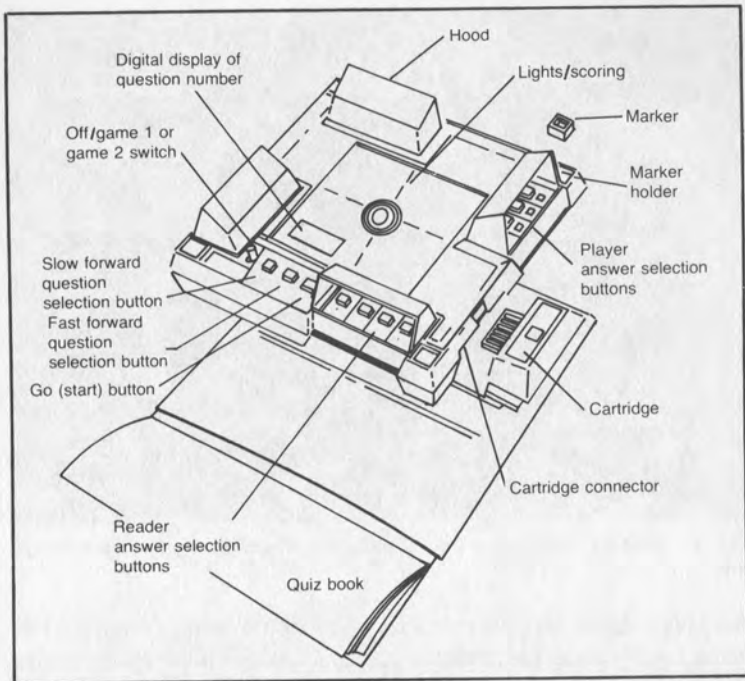 Hood
Digital display of
question number
Lights/scoring
Marker
Off/game 1 or
game 2 switch
Marker
holder
Player
answer selection
buttons
Slow forward
question
selection button
Fast forward
question
selection button
Go (start) button
Cartridge
Cartridge connector
Reader
answer selection
buttons
Quiz book